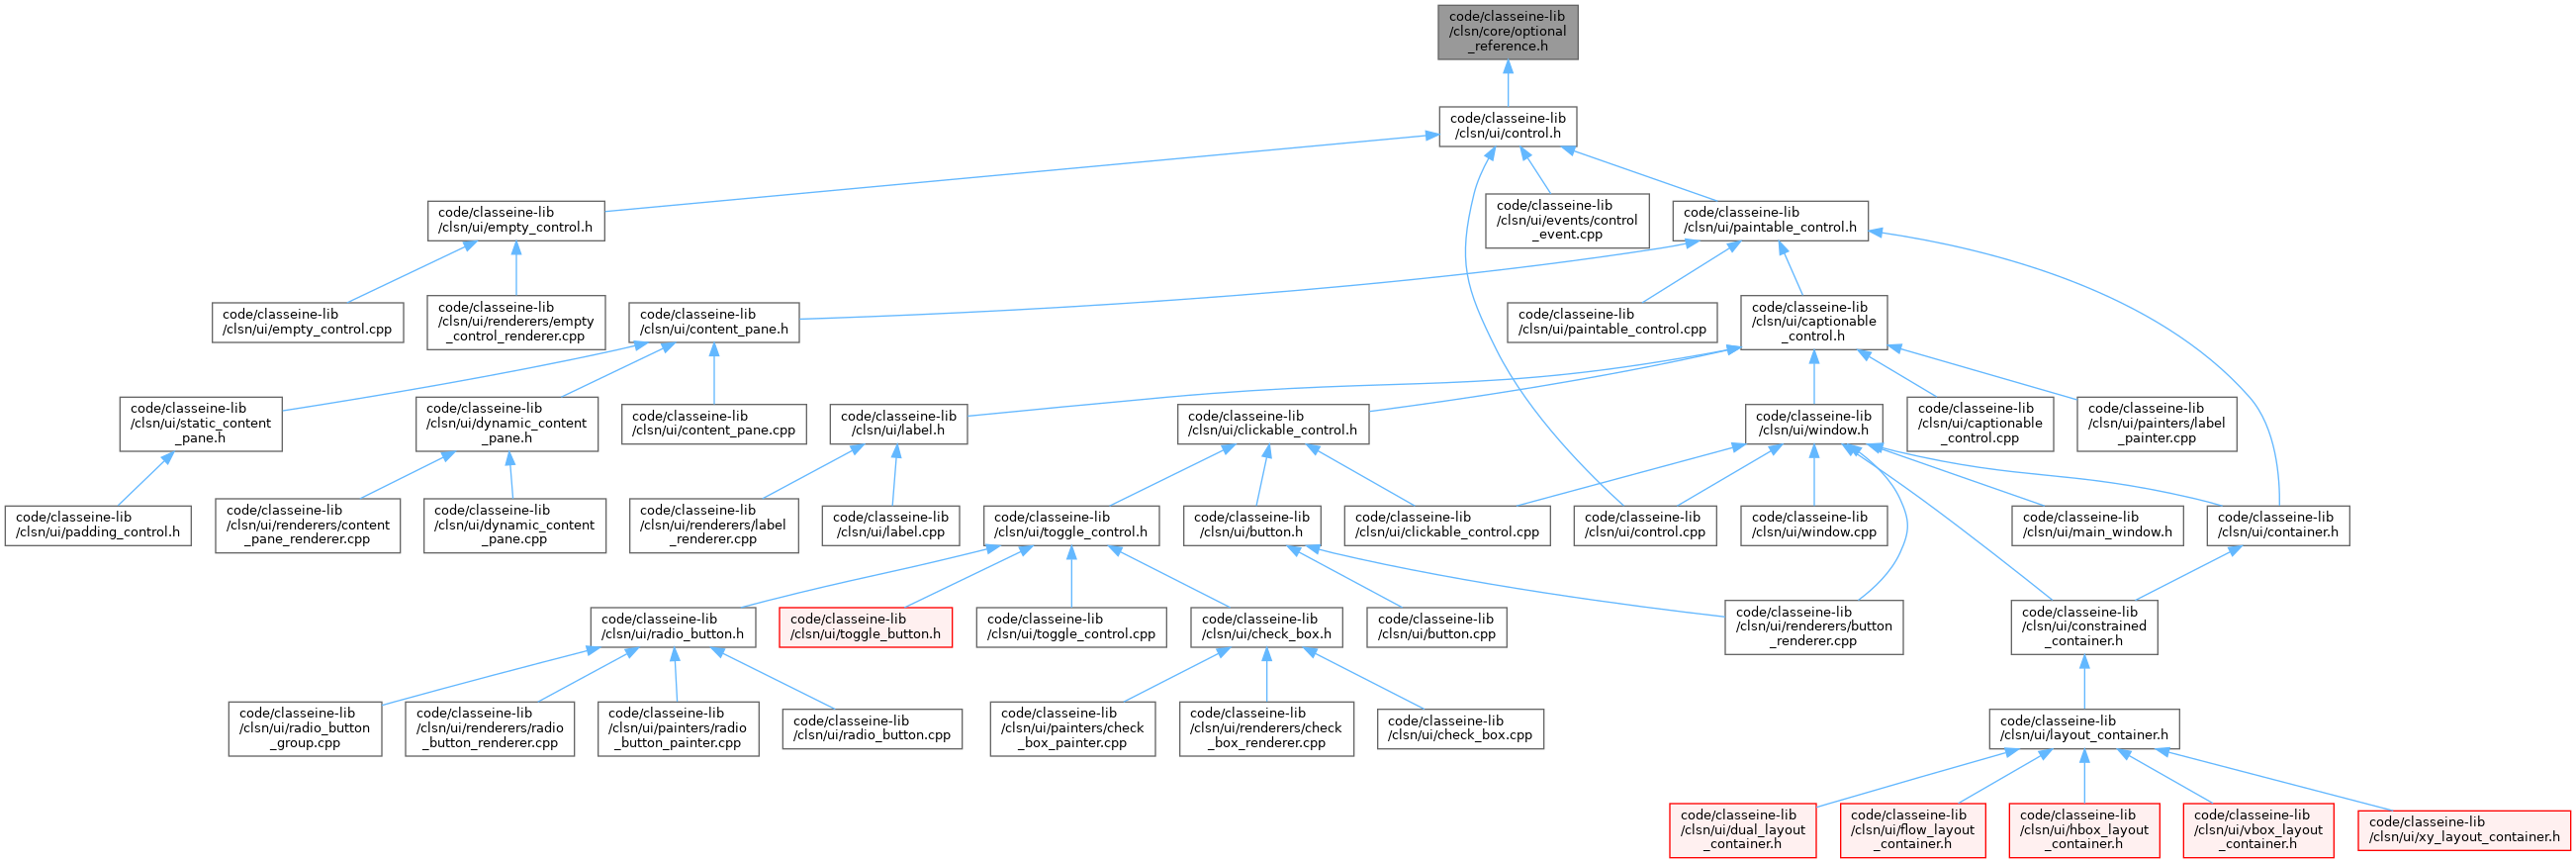 code/classeine-lib
/clsn/core/optional
_reference.h
code/classeine-lib
/clsn/ui/control.h
code/classeine-lib
/clsn/ui/empty_control.h
code/classeine-lib
/clsn/ui/events/control
_event.cpp
code/classeine-lib
/clsn/ui/paintable_control.h
code/classeine-lib
/clsn/ui/empty_control.cpp
code/classeine-lib
/clsn/ui/renderers/empty
_control_renderer.cpp
code/classeine-lib
/clsn/ui/content_pane.h
code/classeine-lib
/clsn/ui/paintable_control.cpp
code/classeine-lib
/clsn/ui/captionable
_control.h
code/classeine-lib
/clsn/ui/static_content
_pane.h
code/classeine-lib
/clsn/ui/dynamic_content
_pane.h
code/classeine-lib
/clsn/ui/content_pane.cpp
code/classeine-lib
/clsn/ui/label.h
code/classeine-lib
/clsn/ui/clickable_control.h
code/classeine-lib
/clsn/ui/window.h
code/classeine-lib
/clsn/ui/captionable
_control.cpp
code/classeine-lib
/clsn/ui/painters/label
_painter.cpp
code/classeine-lib
/clsn/ui/padding_control.h
code/classeine-lib
/clsn/ui/renderers/content
_pane_renderer.cpp
code/classeine-lib
/clsn/ui/dynamic_content
_pane.cpp
code/classeine-lib
/clsn/ui/renderers/label
_renderer.cpp
code/classeine-lib
/clsn/ui/label.cpp
code/classeine-lib
/clsn/ui/toggle_control.h
code/classeine-lib
/clsn/ui/button.h
code/classeine-lib
/clsn/ui/clickable_control.cpp
code/classeine-lib
/clsn/ui/control.cpp
code/classeine-lib
/clsn/ui/window.cpp
code/classeine-lib
/clsn/ui/main_window.h
code/classeine-lib
/clsn/ui/container.h
code/classeine-lib
/clsn/ui/radio_button.h
code/classeine-lib
/clsn/ui/toggle_button.h
code/classeine-lib
/clsn/ui/toggle_control.cpp
code/classeine-lib
/clsn/ui/check_box.h
code/classeine-lib
/clsn/ui/button.cpp
code/classeine-lib
/clsn/ui/renderers/button
_renderer.cpp
code/classeine-lib
/clsn/ui/constrained
_container.h
code/classeine-lib
/clsn/ui/radio_button
_group.cpp
code/classeine-lib
/clsn/ui/renderers/radio
_button_renderer.cpp
code/classeine-lib
/clsn/ui/painters/radio
_button_painter.cpp
code/classeine-lib
/clsn/ui/radio_button.cpp
code/classeine-lib
/clsn/ui/painters/check
_box_painter.cpp
code/classeine-lib
/clsn/ui/renderers/check
_box_renderer.cpp
code/classeine-lib
/clsn/ui/check_box.cpp
code/classeine-lib
/clsn/ui/layout_container.h
code/classeine-lib
/clsn/ui/dual_layout
_container.h
code/classeine-lib
/clsn/ui/flow_layout
_container.h
code/classeine-lib
/clsn/ui/hbox_layout
_container.h
code/classeine-lib
/clsn/ui/vbox_layout
_container.h
code/classeine-lib
/clsn/ui/xy_layout_container.h